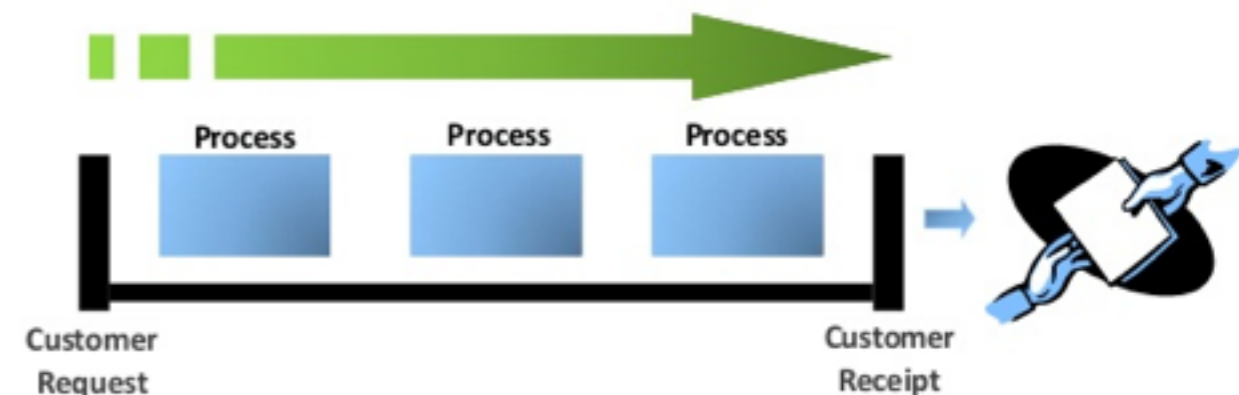 Process
Process
Process
Customer
Request
Customer
Receipt